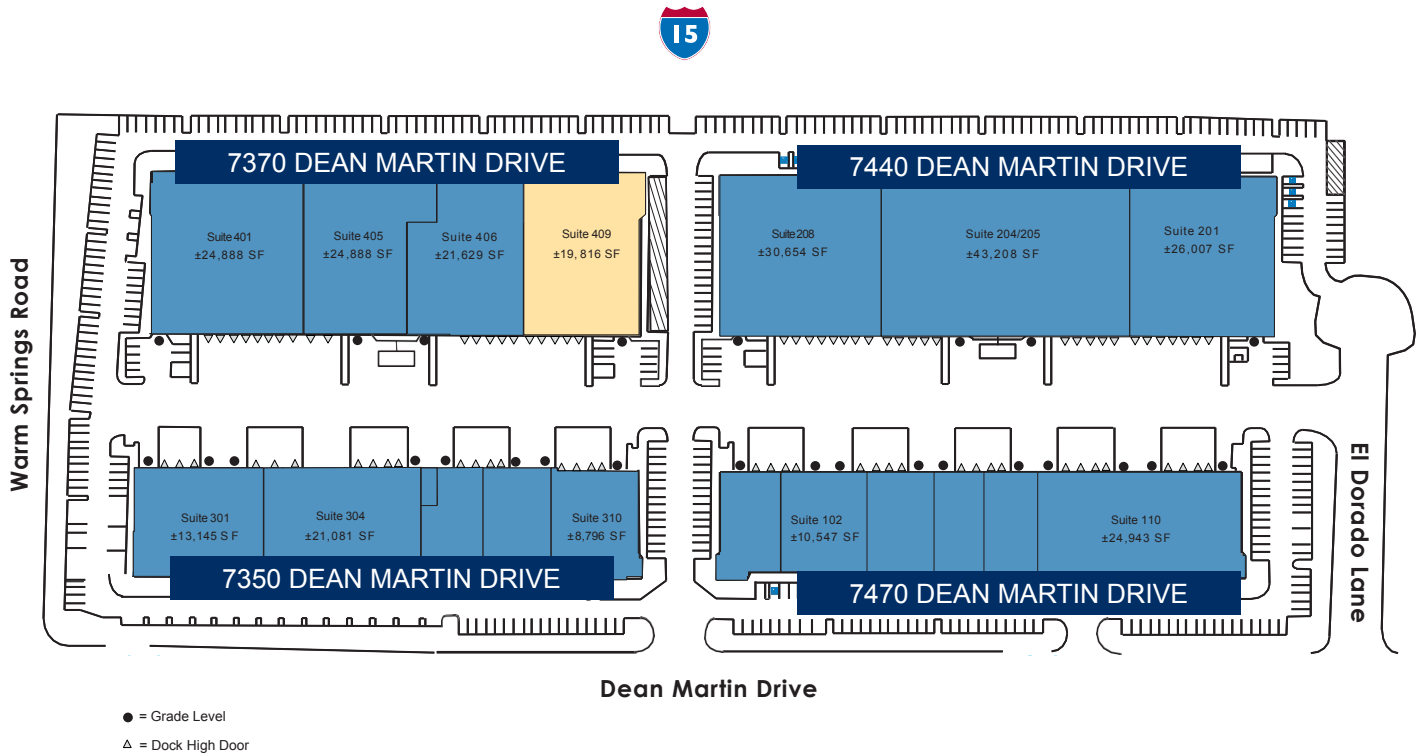 15
7370 DEAN MARTIN DRIVE
7440 DEAN MARTIN DRIVE
Suite 401
±24,888 SF
Suite 405
±24,888 SF
Suite 406
±21,629 SF
Suite 409
±19,816 SF
Suite 208
±30,654 SF
Suite 204/205
±43,208 SF
Suite 201
±26,007 SF
Warm Springs Road
El Dorado Lane
Suite 301
±13,145 SF
Suite 304
±21,081 SF
Suite 310
±8,796 SF
Suite 102
±10,547 SF
Suite 110
±24,943 SF
7350 DEAN MARTIN DRIVE
7470 DEAN MARTIN DRIVE
Dean Martin Drive
= Grade Level
= Dock High Door